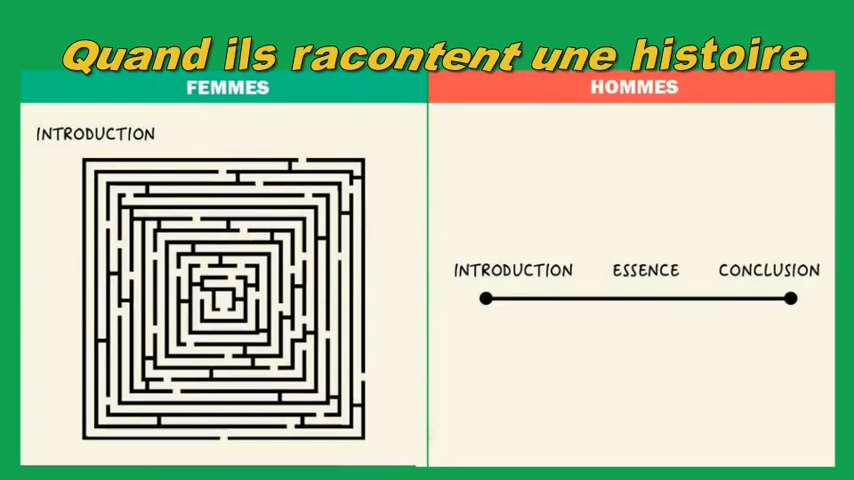 Quand ils racontent une histoire
FEMMES
HOMMES
INTRODUCTION
INTRODUCTION ESSENCE CONCLUSION